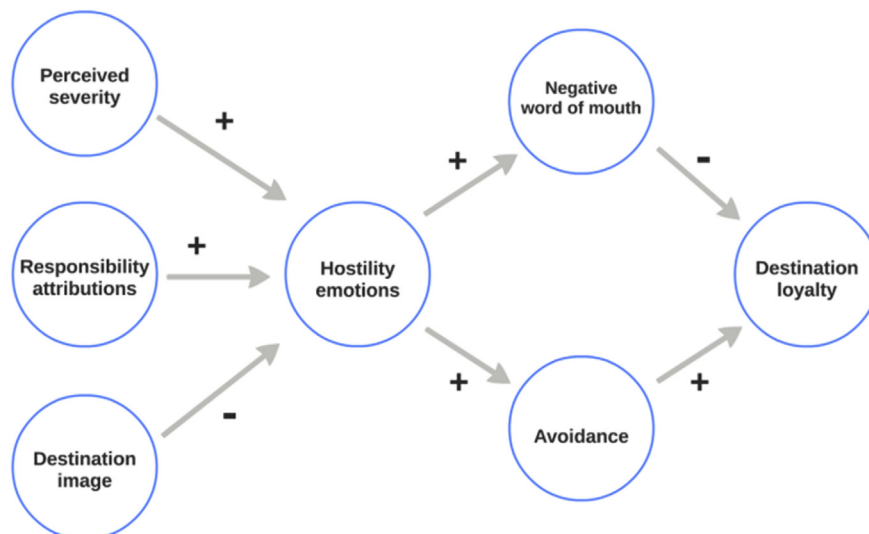 Perceived
severity
+
Responsibility
attributions
+
Destination
image
-
Hostility
emotions
+
+
Negative
word of mouth
-
Avoidance
+
Destination
loyalty